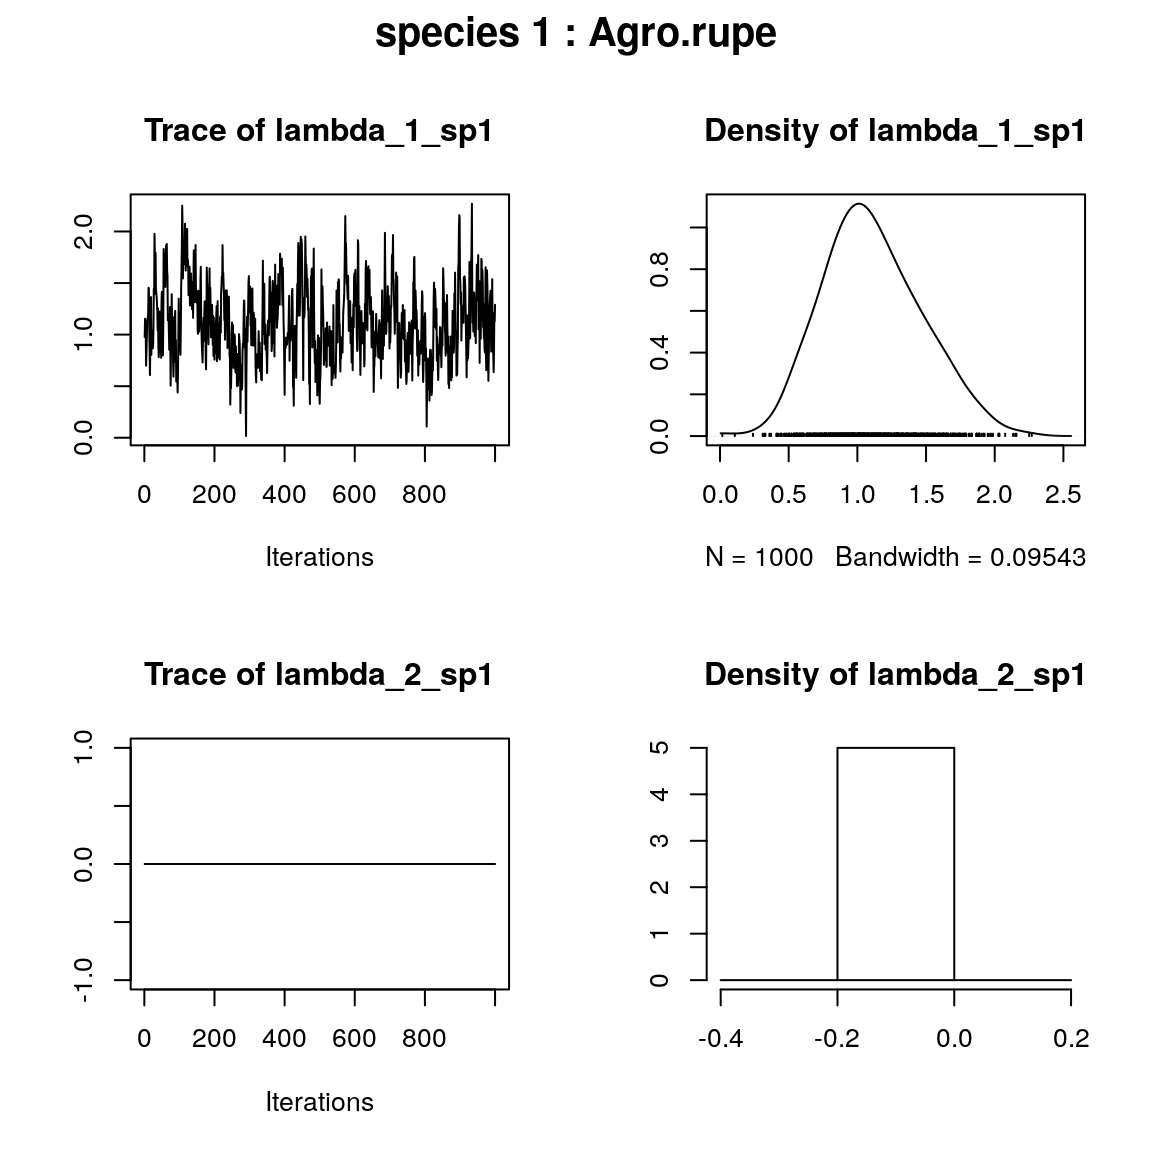 species 1 : Agro.rupe
Trace of lambda_1_sp1
0.0 1.0 2.0
0 200 400 600 800
Iterations
Density of lambda_1_sp1
0.0 0.4 0.8
0.0 0.5 1.0 1.5 2.0 2.5
N = 1000 Bandwidth = 0.09543
Trace of lambda_2_sp1
-1.0 0.0 1.0
0 200 400 600 800
Iterations
Density of lambda_2_sp1
0 1 2 3 4 5
-0.4 -0.2 0.0 0.2